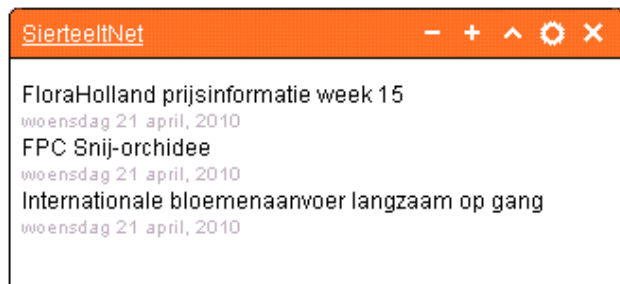 SierteeltNet
FloraHolland prijsinformatie week 15
woensdag 21 april, 2010
FPC Snij-orchidee
woensdag 21 april, 2010
Internationale bloemenaanvoer langzaam op gang
woensdag 21 april, 2010